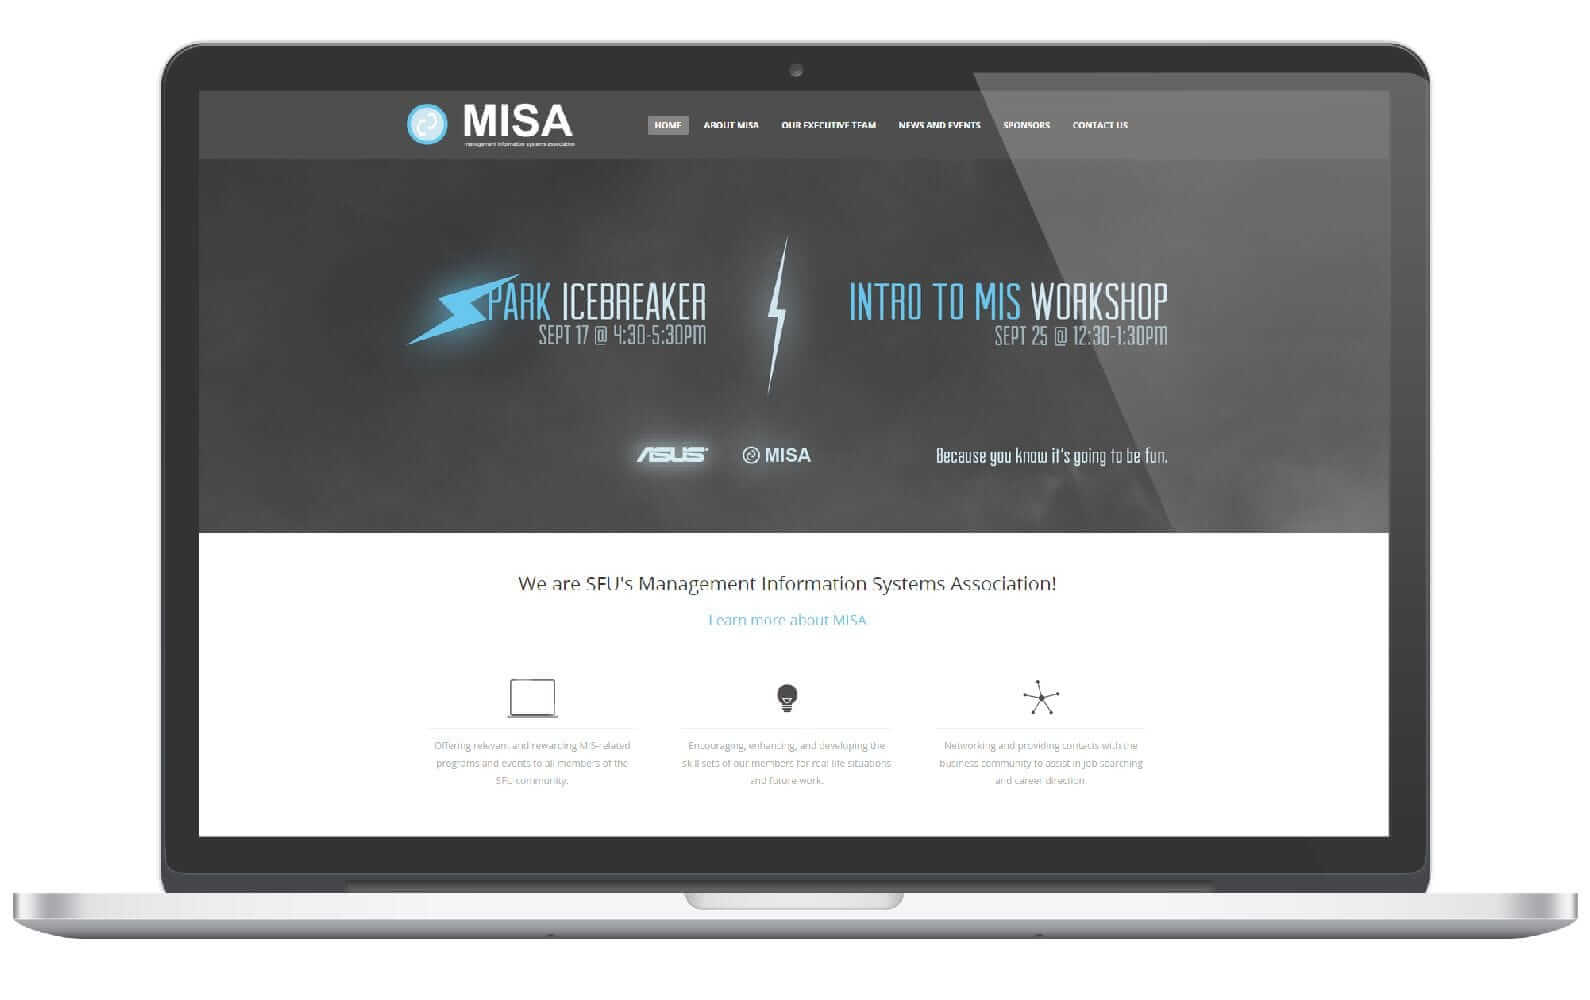 MISA
management information systems association
HOME ABOUT MISA OUR EXECUTIVE TEAM NEWS AND EVENTS SPONSORS CONTACT US
SPARK ICEBREAKER
SEPT 17 @ 4:30-5:30PM
INTRO TO MIS WORKSHOP
SEPT 25 @ 12:30-1:30PM
ASUS MISA Because you know it's going to be fun.
We are SFU's Management Information Systems Association!
Learn more about MISA
Offering relevant and rewarding MIS-related
programs and events to all members of the
SFU community.
Encouraging, enhancing, and developing the
skill sets of our members for real life situations
and future work.
Networking and providing contacts with the
business community to assist in job searching
and career direction.